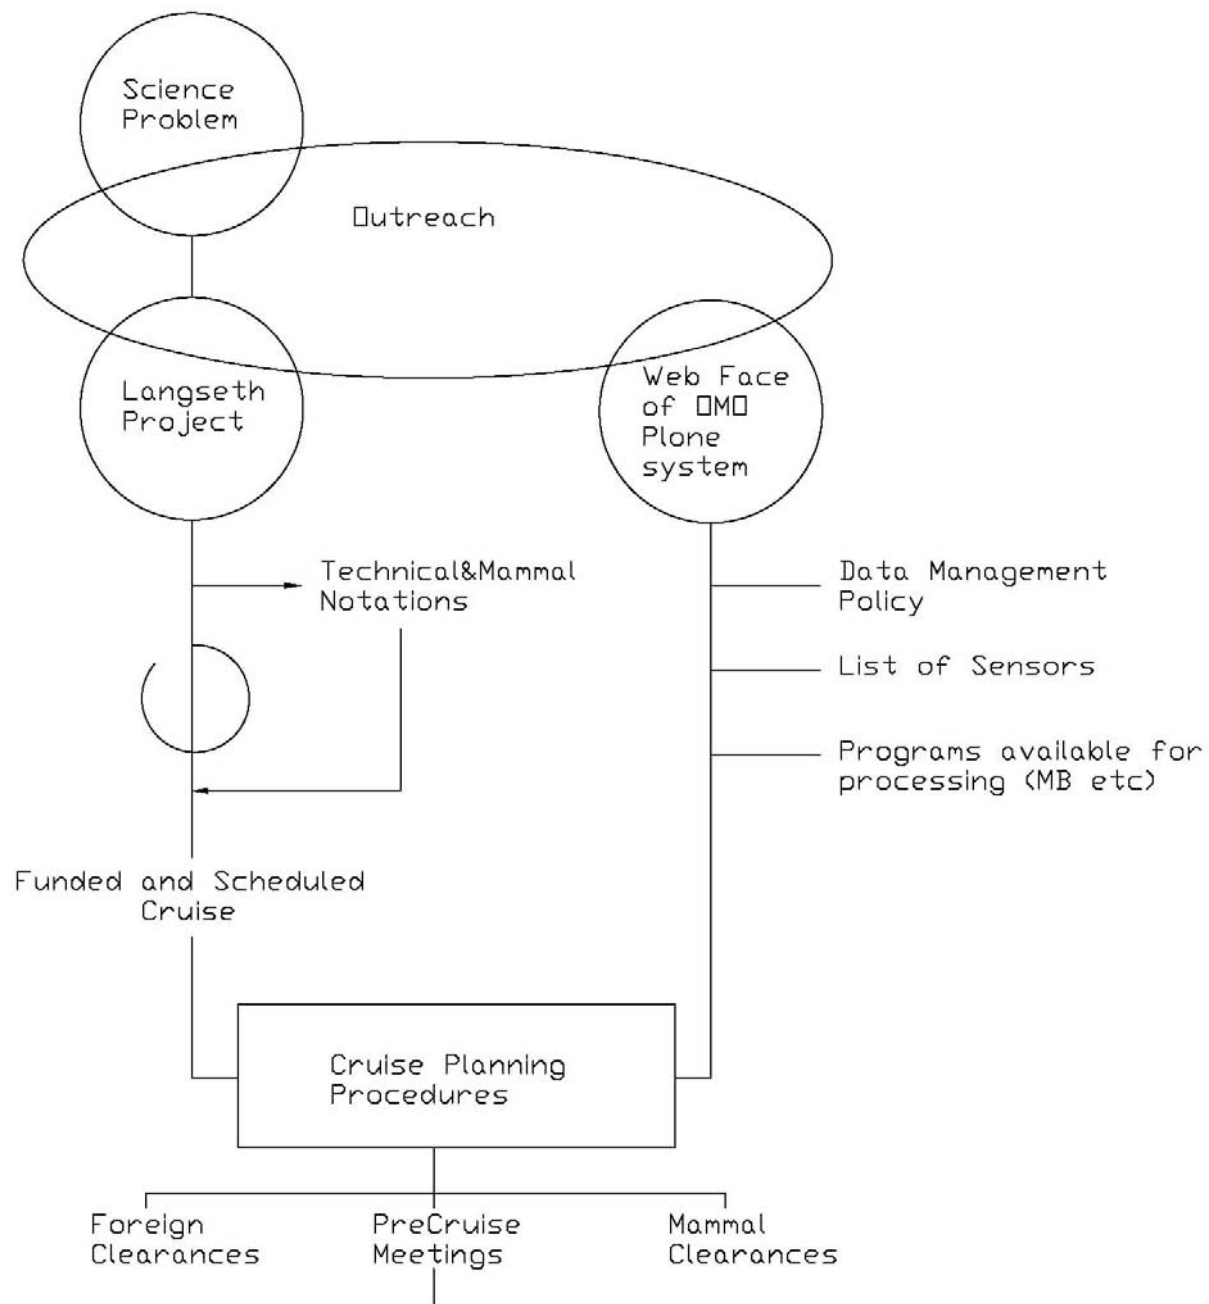 Science
Problem
Outreach
Langseth
Project
Web Face
of OMO
Plone
system
Technical&Mammal
Notations
Data Management
Policy
List of Sensors
Programs available for
processing (MB etc)
Funded and Scheduled
Cruise
Cruise Planning
Procedures
Foreign
Clearances
PreCruise
Meetings
Mammal
Clearances